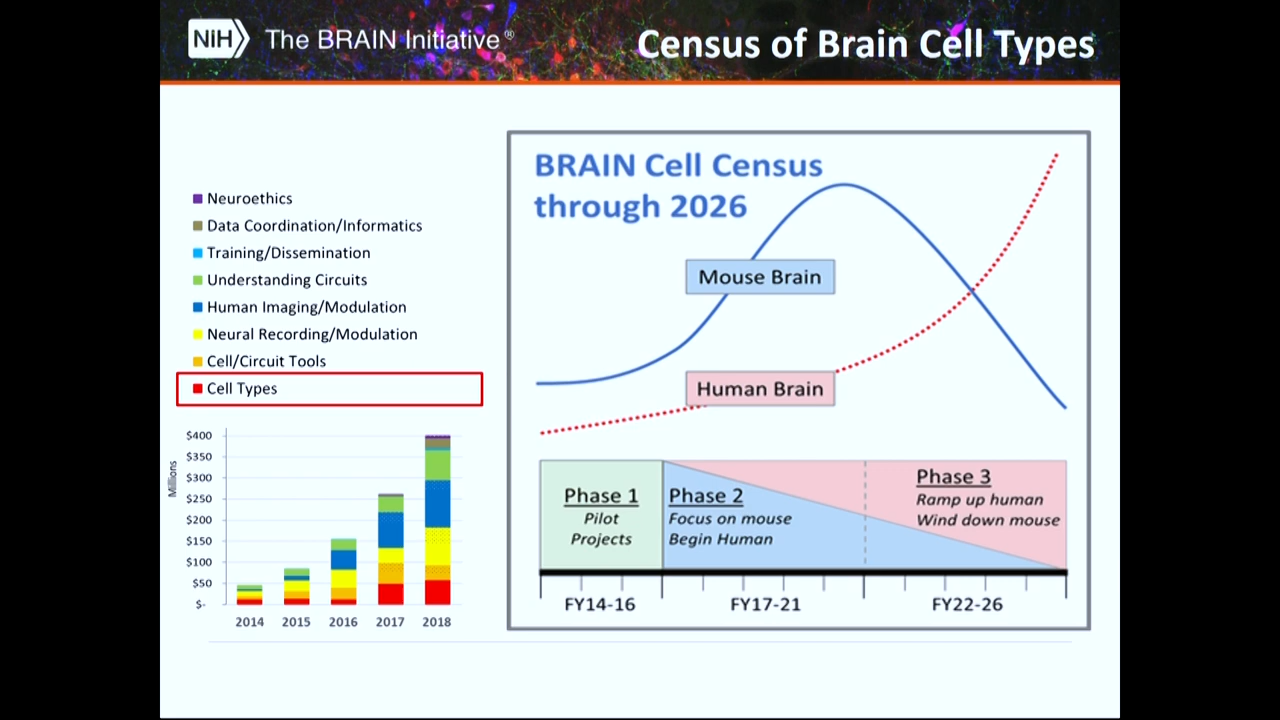 NIH The BRAIN Initiative®
Census of Brain Cell Types
Neuroethics
Data Coordination/Informatics
Training/Dissemination
Understanding Circuits
Human Imaging/Modulation
Neural Recording/Modulation
Cell/Circuit Tools
Cell Types
Millions
$400
$350
$300
$250
$200
$150
$100
$50
$-
2014 2015 2016 2017 2018
BRAIN Cell Census
through 2026
Mouse Brain
Human Brain
Phase 1
Pilot
Projects
Phase 2
Focus on mouse
Begin Human
Phase 3
Ramp up human
Wind down mouse
FY14-16 FY17-21 FY22-26